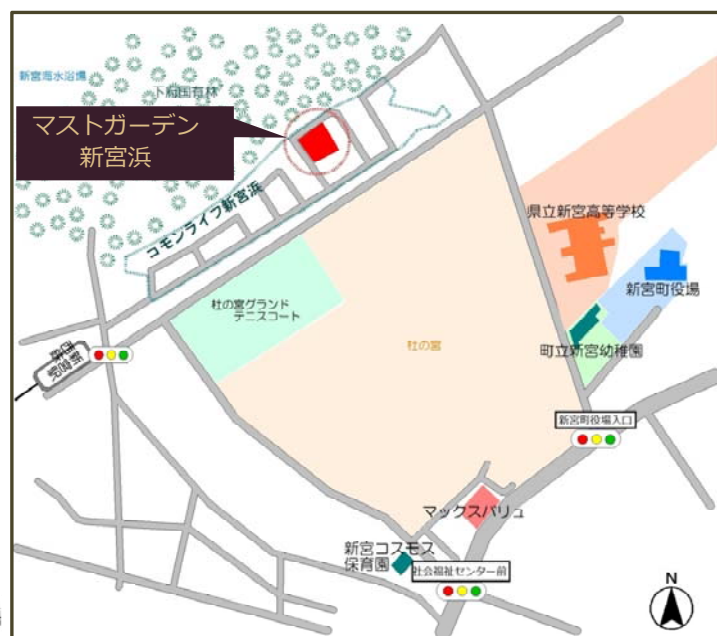 新宮海水浴場
下府国有林
マストガーデン
新宮浜
コモンライフ新宮浜
県立新宮高等学校
新宮町役場
杜の宮グランド
テニスコート
杜の宮
町立新宮幼稚園
西鉄
新宮駅
新宮町役場入口
マックスバリュ
新宮コスモス
保育園
社会福祉センター前
N